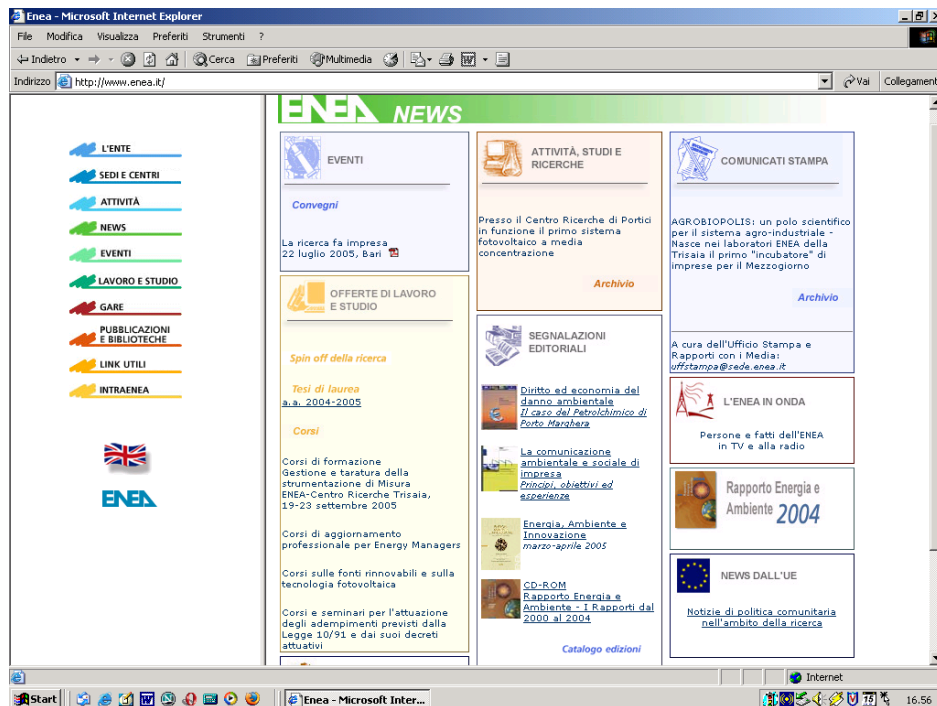 Enea - Microsoft Internet Explorer
File Modifica Visualizza Preferiti Strumenti ?
Indietro Cerca Preferiti Multimedia
Indirizzo http://www.enea.it/ Vai Collegament
L'ENTE
SEDI E CENTRI
ATTIVITÀ
NEWS
EVENTI
LAVORO E STUDIO
GARE
PUBBLICAZIONI
E BIBLIOTECHE
LINK UTILI
INTRAENEA
ENEA
ENEA NEWS
EVENTI
Convegni
La ricerca fa impresa
22 luglio 2005, Bari
OFFERTE DI LAVORO
E STUDIO
Spin off della ricerca
Tesi di laurea
a.a. 2004-2005
Corsi
Corsi di formazione
Gestione e taratura della
strumentazione di Misura
ENEA-Centro Ricerche Trisaia,
19-23 settembre 2005
Corsi di aggiornamento
professionale per Energy Managers
Corsi sulle fonti rinnovabili e sulla
tecnologia fotovoltaica
Corsi e seminari per l'attuazione
degli adempimenti previsti dalla
Legge 10/91 e dai suoi decreti
attuativi
ATTIVITÀ, STUDI E
RICERCHE
Presso il Centro Ricerche di Portici
in funzione il primo sistema
fotovoltaico a media
concentrazione
Archivio
SEGNALAZIONI
EDITORIALI
Diritto ed economia del
danno ambientale
Il caso del Petrolchimico di
Porto Marghera
La comunicazione
ambientale e sociale di
impresa
Principi, obiettivi ed
esperienze
Energia, Ambiente e
Innovazione
marzo-aprile 2005
CD-ROM
Rapporto Energia e
Ambiente - I Rapporti dal
2000 al 2004
Catalogo edizioni
COMUNICATI STAMPA
AGROBIOPOLIS: un polo scientifico
per il sistema agro-industriale -
Nasce nei laboratori ENEA della
Trisaia il primo "incubatore" di
imprese per il Mezzogiorno
Archivio
A cura dell'Ufficio Stampa e
Rapporti con i Media:
uffstampa@sede.enea.it
L'ENEA IN ONDA
Persone e fatti dell'ENEA
in TV e alla radio
Rapporto Energia e
Ambiente 2004
NEWS DALL'UE
Notizie di politica comunitaria
nell'ambito della ricerca
Internet
Start Enea - Microsoft Inter... 16.56